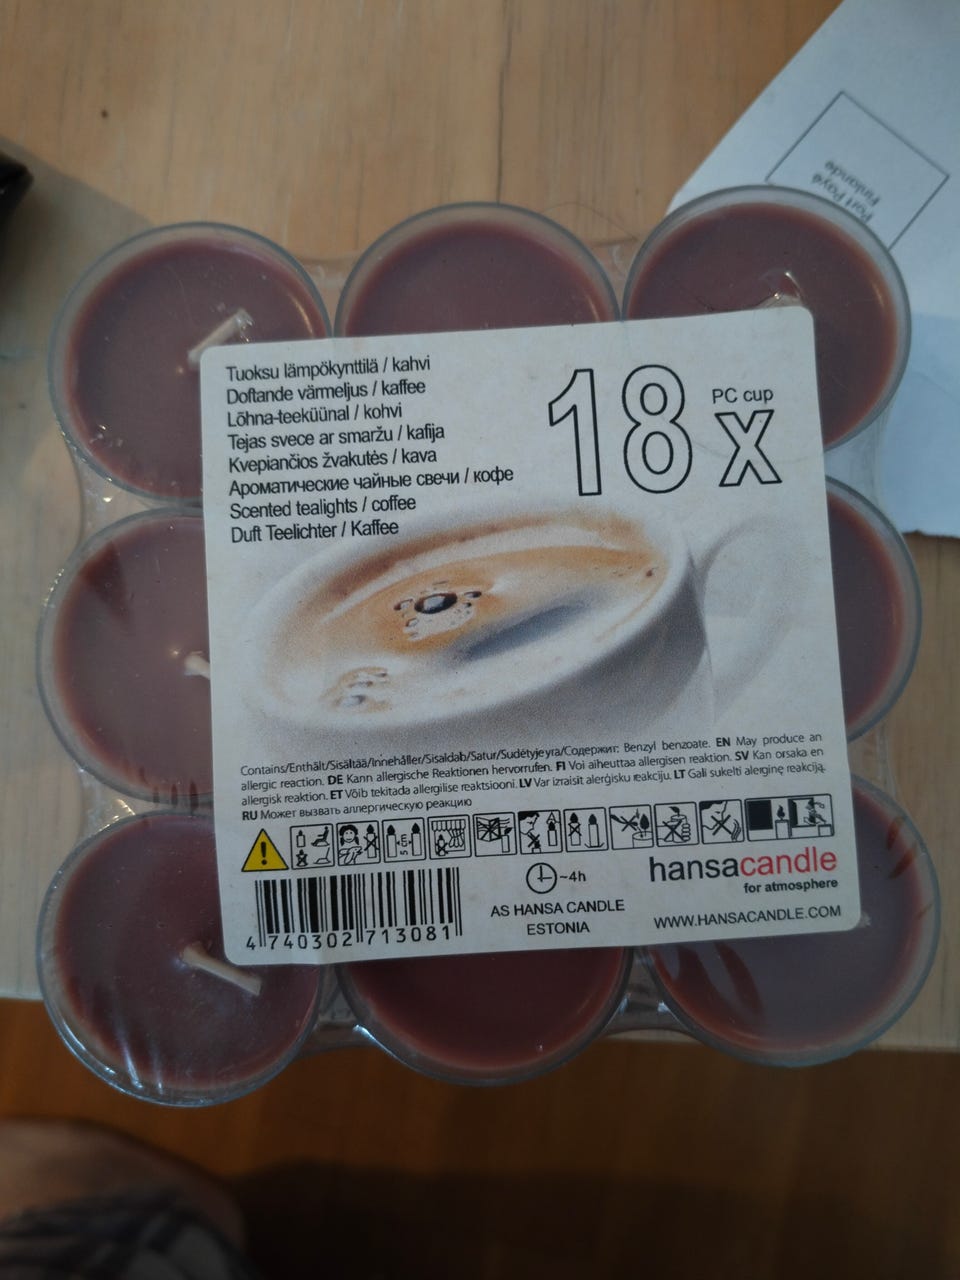 Port Payé
Finlande
Tuoksu lämpökynttilä / kahvi
Doftande värmeljus / kaffee
Lõhna-teeküünal / kohvi
Tejas svece ar smaržu / kafija
Kvepiančios žvakutės / kava
Ароматические чайные свечи / кофе
Scented tealights / coffee
Duft Teelichter / Kaffee
18 x
PC cup
Contains/Enthält/Sisältää/Innehåller/Sisaldab/Satur/Sudėtyje yra/Содержит: Benzyl benzoate. EN May produce an
allergic reaction. DE Kann allergische Reaktionen hervorrufen. FI Voi aiheuttaa allergisen reaktion. SV Kan orsaka en
allergisk reaktion. ET Võib tekitada allergilise reaktsiooni. LV Var izraisīt alerģisku reakciju. LT Gali sukelti alerginę reakciją.
RU Может вызвать аллергическую реакцию
5 cm
~4h
hansacandle
for atmosphere
AS HANSA CANDLE
ESTONIA
WWW.HANSACANDLE.COM
4 740302 713081